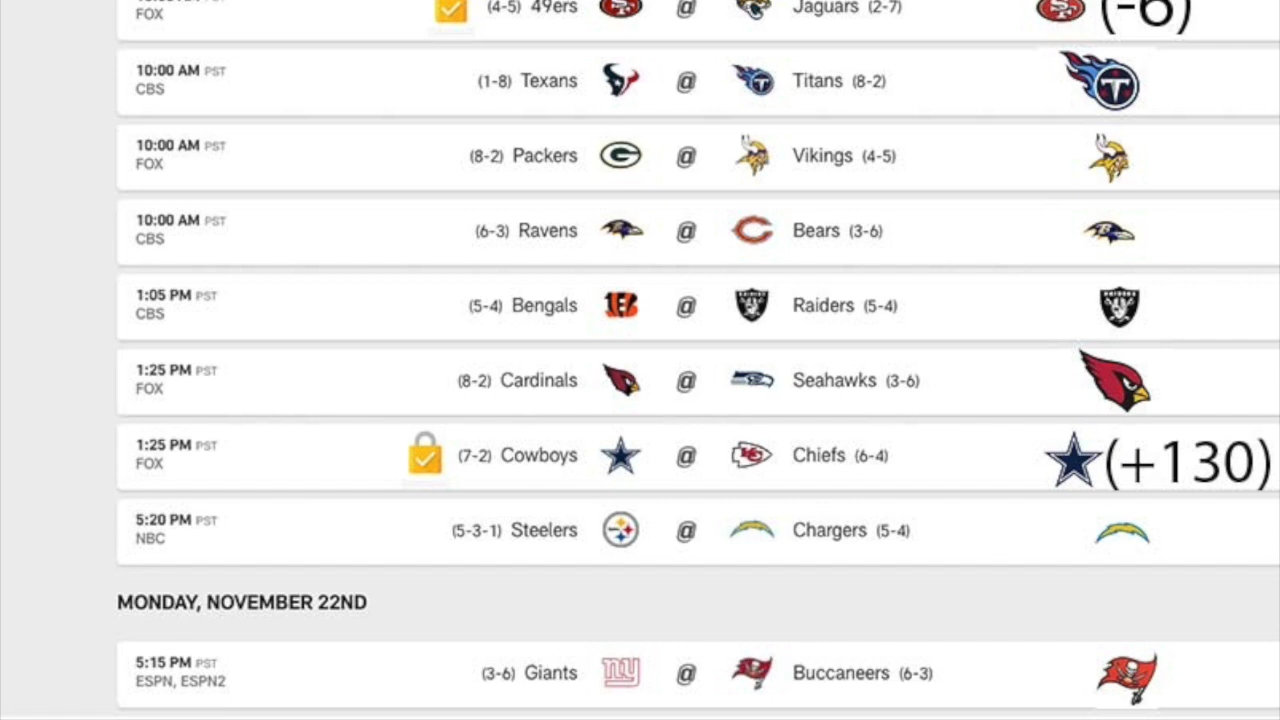 FOX (4-5) 49ers @ Jaguars (2-7) (-6)
10:00 AM PST
CBS
(1-8) Texans @ Titans (8-2)
10:00 AM PST
FOX
(8-2) Packers @ Vikings (4-5)
10:00 AM PST
CBS
(6-3) Ravens @ Bears (3-6)
1:05 PM PST
CBS
(5-4) Bengals @ Raiders (5-4)
1:25 PM PST
FOX
(8-2) Cardinals @ Seahawks (3-6)
1:25 PM PST
FOX
(7-2) Cowboys @ Chiefs (6-4) (+130)
5:20 PM PST
NBC
(5-3-1) Steelers @ Chargers (5-4)
MONDAY, NOVEMBER 22ND
5:15 PM PST
ESPN, ESPN2
(3-6) Giants @ Buccaneers (6-3)